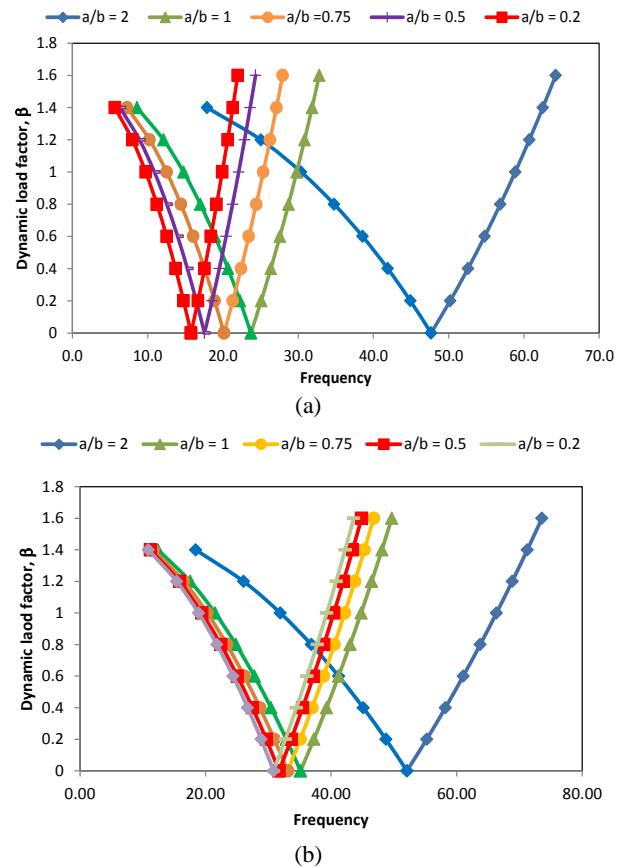 a/b = 2 a/b = 1 a/b =0.75 a/b = 0.5 a/b = 0.2
1.8
1.6
1.4
1.2
1
0.8
0.6
0.4
0.2
0
Dynamic load factor, β
0.0 10.0 20.0 30.0 40.0 50.0 60.0 70.0
Frequency
(a)
a/b = 2 a/b = 1 a/b = 0.75 a/b = 0.5 a/b = 0.2
1.8
1.6
1.4
1.2
1
0.8
0.6
0.4
0.2
0
Dynamic laod factor, β
0.00 20.00 40.00 60.00 80.00
Frequency
(b)